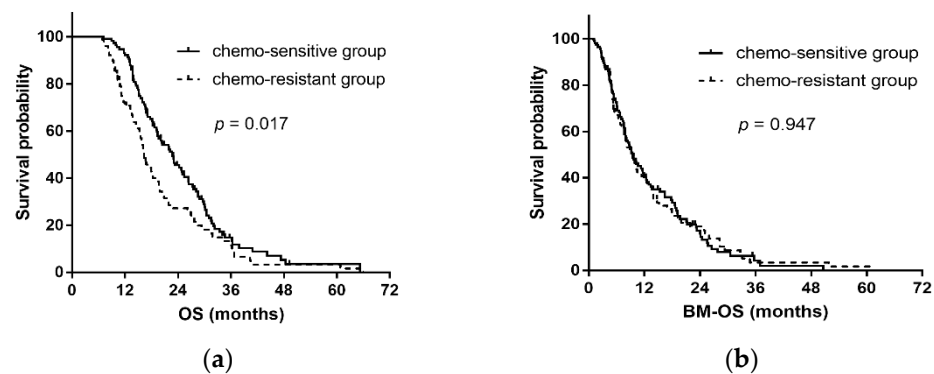 100
80
60
40
20
0
Survival probability
chemo-sensitive group
chemo-resistant group
p = 0.017
0 12 24 36 48 60 72
OS (months)
(a)
100
80
60
40
20
0
Survival probability
chemo-sensitive group
chemo-resistant group
p = 0.947
0 12 24 36 48 60 72
BM-OS (months)
(b)